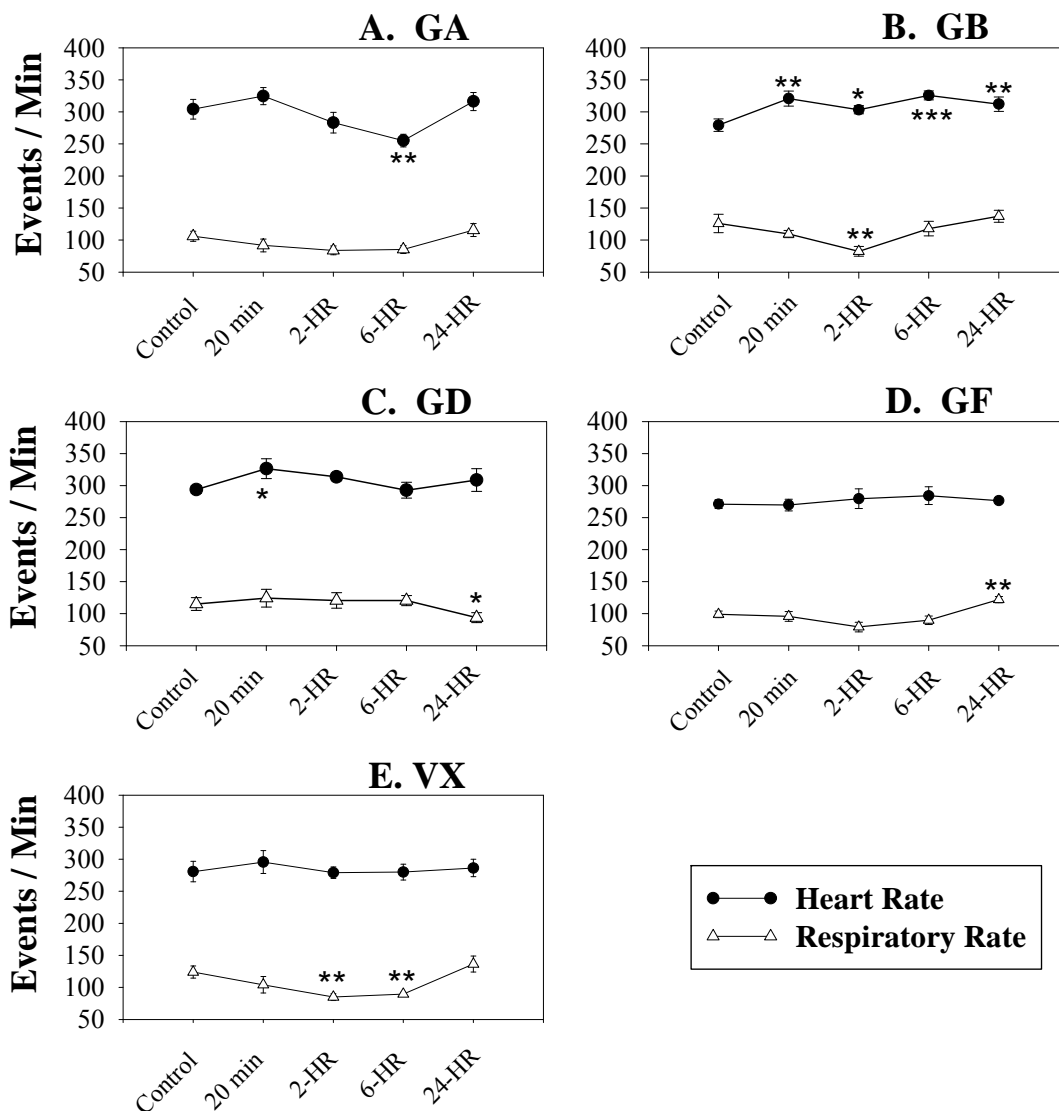 A. GA
Events / Min
400
350
300
250
200
150
100
50
**
Control
20 min
2-HR
6-HR
24-HR
B. GB
400
350
300
250
200
150
100
50
**
*
***
**
**
Control
20 min
2-HR
6-HR
24-HR
C. GD
Events / Min
400
350
300
250
200
150
100
50
*
*
Control
20 min
2-HR
6-HR
24-HR
D. GF
400
350
300
250
200
150
100
50
**
Control
20 min
2-HR
6-HR
24-HR
E. VX
Events / Min
400
350
300
250
200
150
100
50
**
**
Control
20 min
2-HR
6-HR
24-HR
Heart Rate
Respiratory Rate